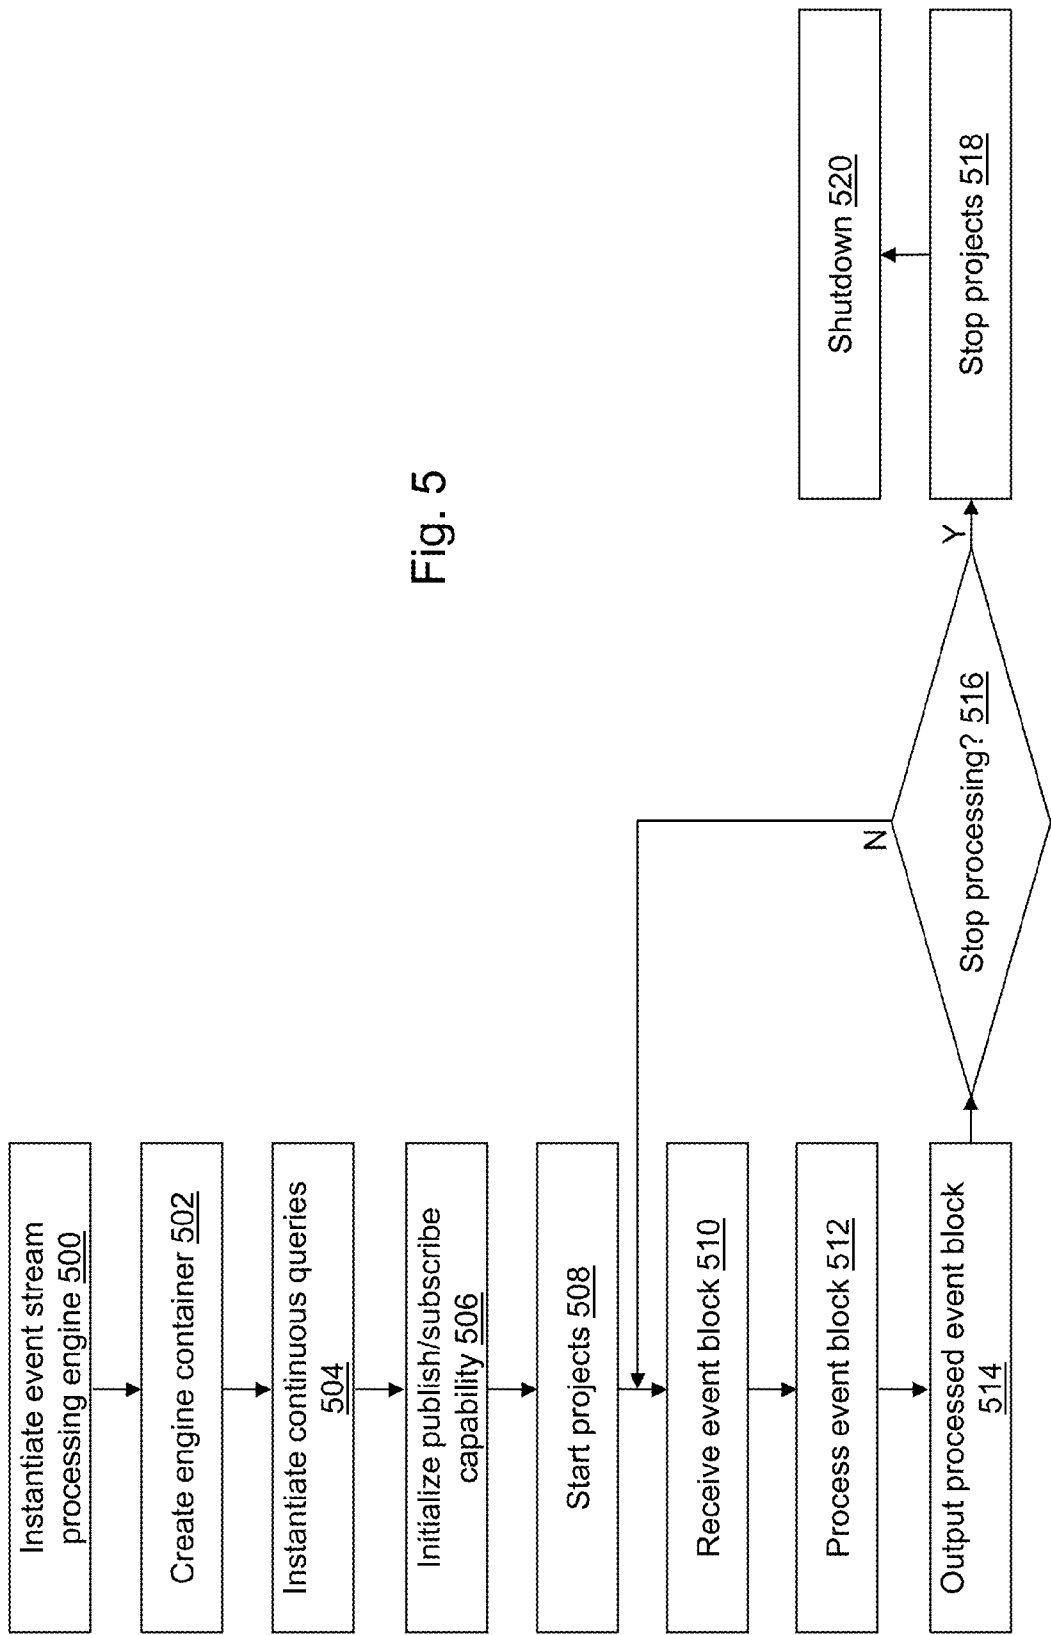 Instantiate event stream
processing engine 500
Create engine container 502
Instantiate continuous queries
504
Initialize publish/subscribe
capability 506
Start projects 508
Receive event block 510
Process event block 512
Output processed event block
514
Stop processing? 516
N
Y
Stop projects 518
Shutdown 520
Fig. 5